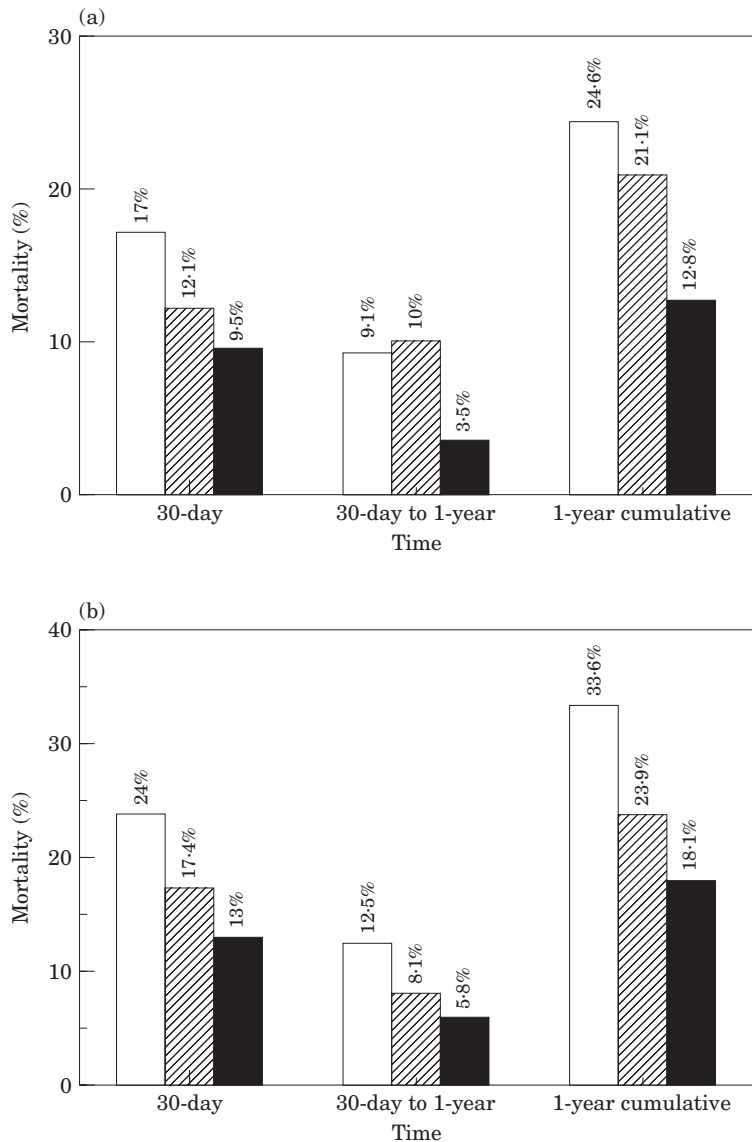 (a)
30
20
10
0
Mortality (%)
17%
12·1%
9·5%
9·1%
10%
3·5%
24·6%
21·1%
12·8%
30-day
30-day to 1-year
1-year cumulative
Time
(b)
40
30
20
10
0
Mortality (%)
24%
17·4%
13%
12·5%
8·1%
5·8%
33·6%
23·9%
18·1%
30-day
30-day to 1-year
1-year cumulative
Time